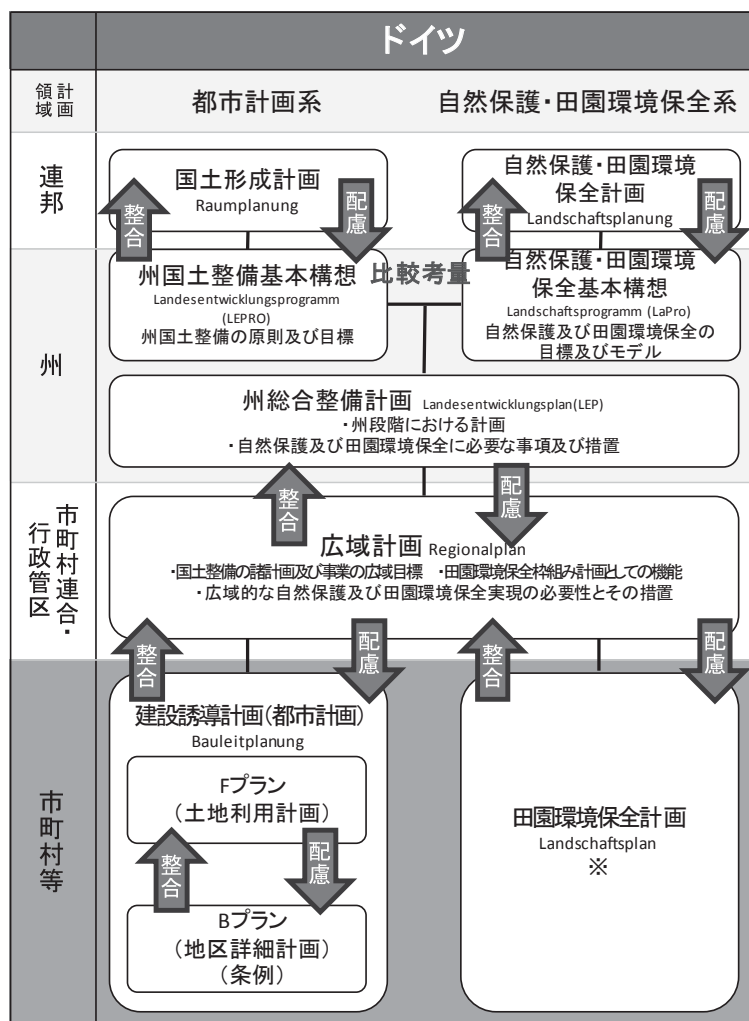 ドイツ
計画領域
都市計画系
自然保護・田園環境保全系
連邦
国土形成計画
Raumplanung
整合
配慮
自然保護・田園環境
保全計画
Landschaftsplanung
整合
配慮
州
州国土整備基本構想
Landesentwicklungsprogramm
(LEPRO)
州国土整備の原則及び目標
比較考量
自然保護・田園環境
保全基本構想
Landschaftsprogramm (LaPro)
自然保護及び田園環境保全の
目標及びモデル
州総合整備計画 Landesentwicklungsplan(LEP)
・州段階における計画
・自然保護及び田園環境保全に必要な事項及び措置
整合
配慮
市町村連合・
行政管区
広域計画 Regionalplan
・国土整備の諸計画及び事業の広域目標 ・田園環境保全枠組み計画としての機能
・広域的な自然保護及び田園環境保全実現の必要性とその措置
整合
配慮
整合
配慮
市町村等
建設誘導計画(都市計画)
Bauleitplanung
Fプラン
(土地利用計画)
整合
配慮
Bプラン
(地区詳細計画)
(条例)
田園環境保全計画
Landschaftsplan
※